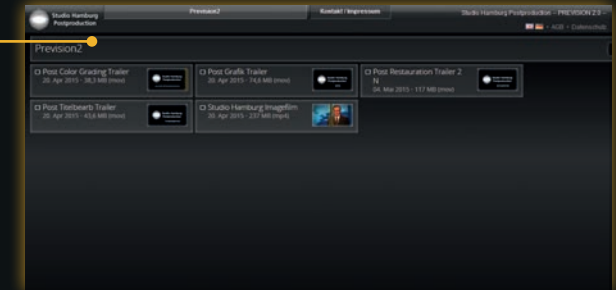 Studio Hamburg
Postproduction
Prevision2
Kontakt / Impressum
Studio Hamburg Postproduction - PREVISION 2.0 -
- AGB - Datenschutz
Prevision2
Post Color Grading Trailer
20. Apr 2015 - 38,3 MB (mov)
Post Grafik Trailer
20. Apr 2015 - 74,6 MB (mov)
Post Restauration Trailer 2
N
04. Mai 2015 - 117 MB (mov)
Post Titelbearb Trailer
20. Apr 2015 - 43,6 MB (mov)
Studio Hamburg Imagefilm
20. Apr 2015 - 237 MB (mp4)